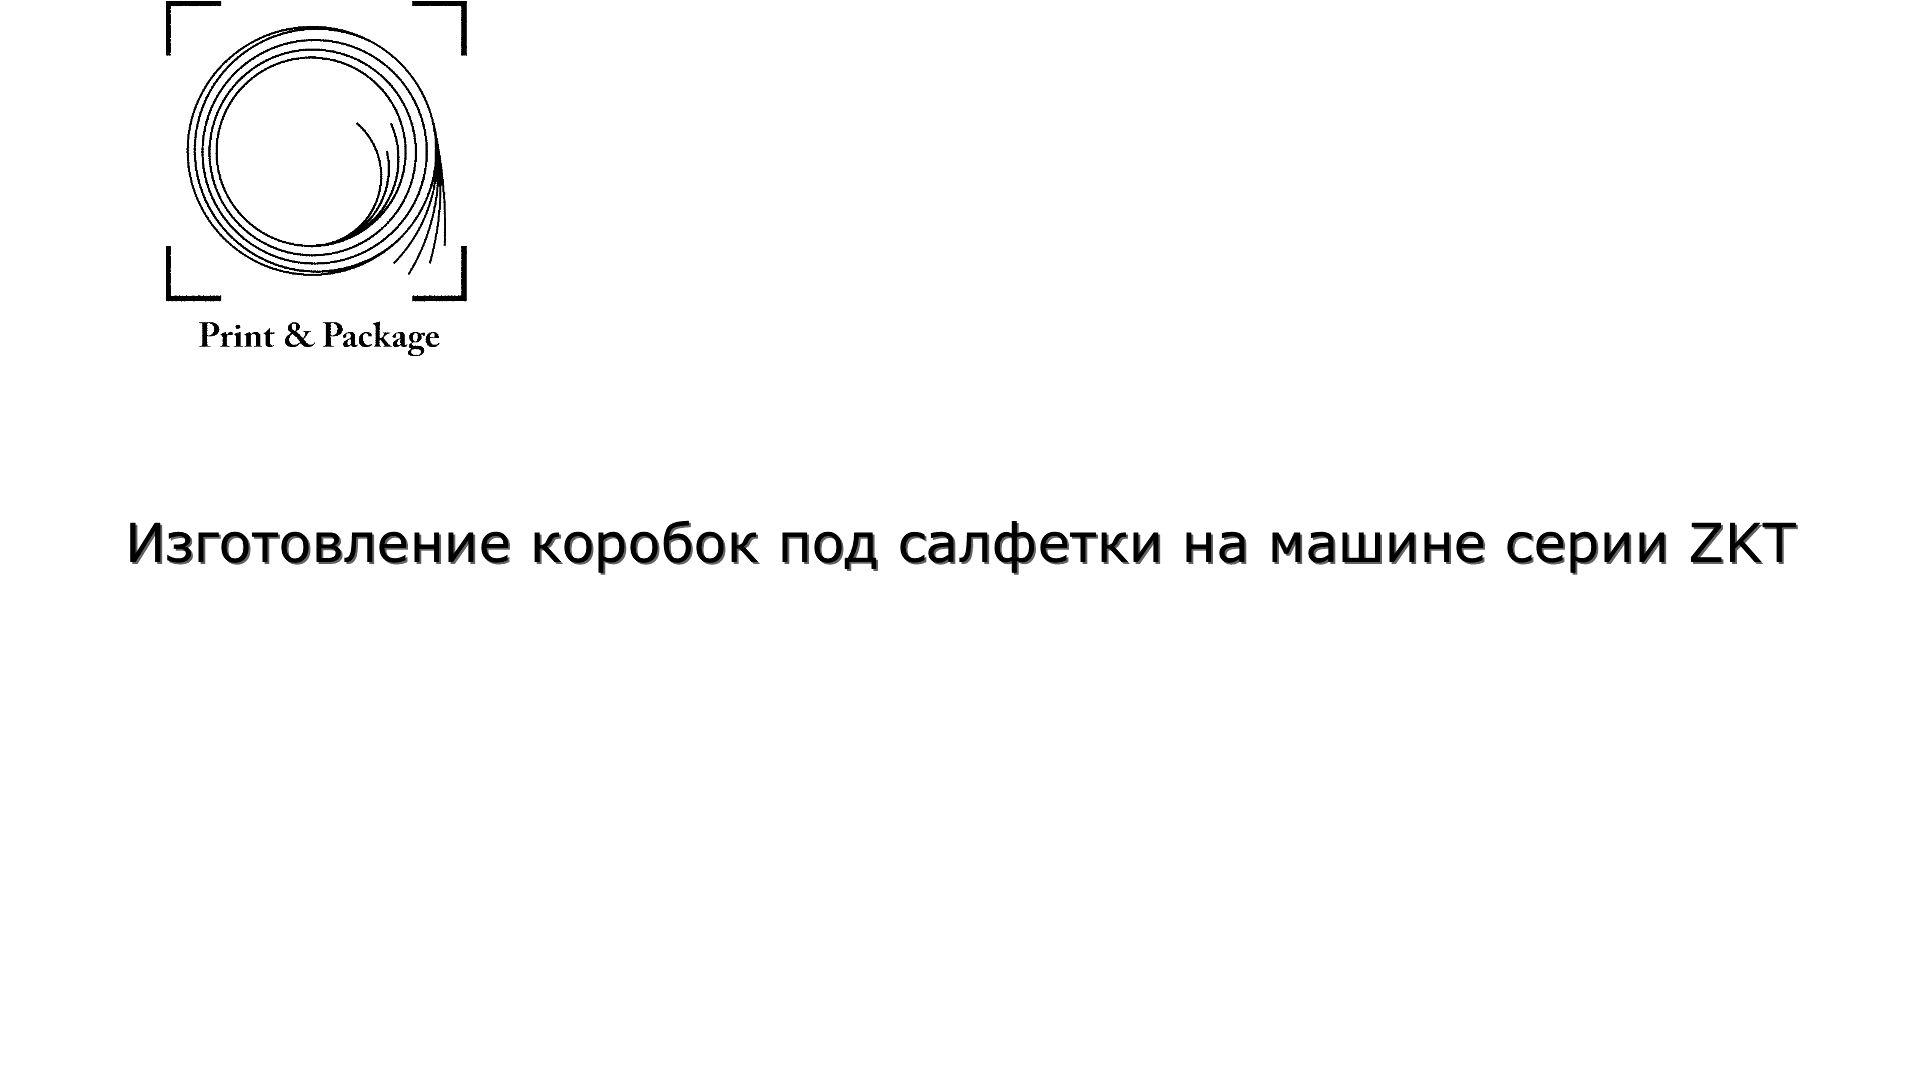 Print & Package
Изготовление коробок под салфетки на машине серии ZKT